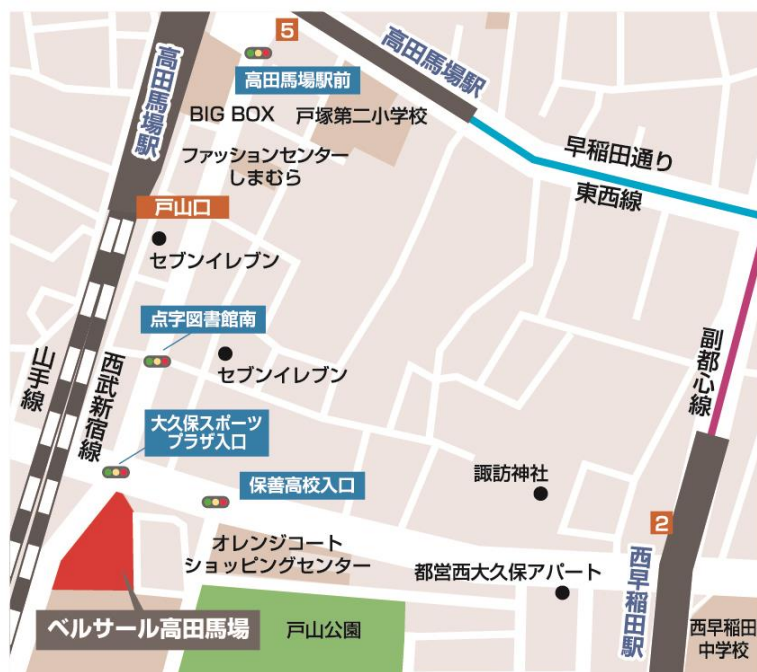 5
高田馬場駅
高田馬場駅
高田馬場駅前
BIG BOX
戸塚第二小学校
早稲田通り
東西線
ファッションセンター
しまむら
戸山口
セブンイレブン
点字図書館南
セブンイレブン
山手線
西武新宿線
副都心線
大久保スポーツ
プラザ入口
保善高校入口
諏訪神社
2
オレンジコート
ショッピングセンター
都営西大久保アパート
西早稲田駅
ベルサール高田馬場
戸山公園
西早稲田
中学校